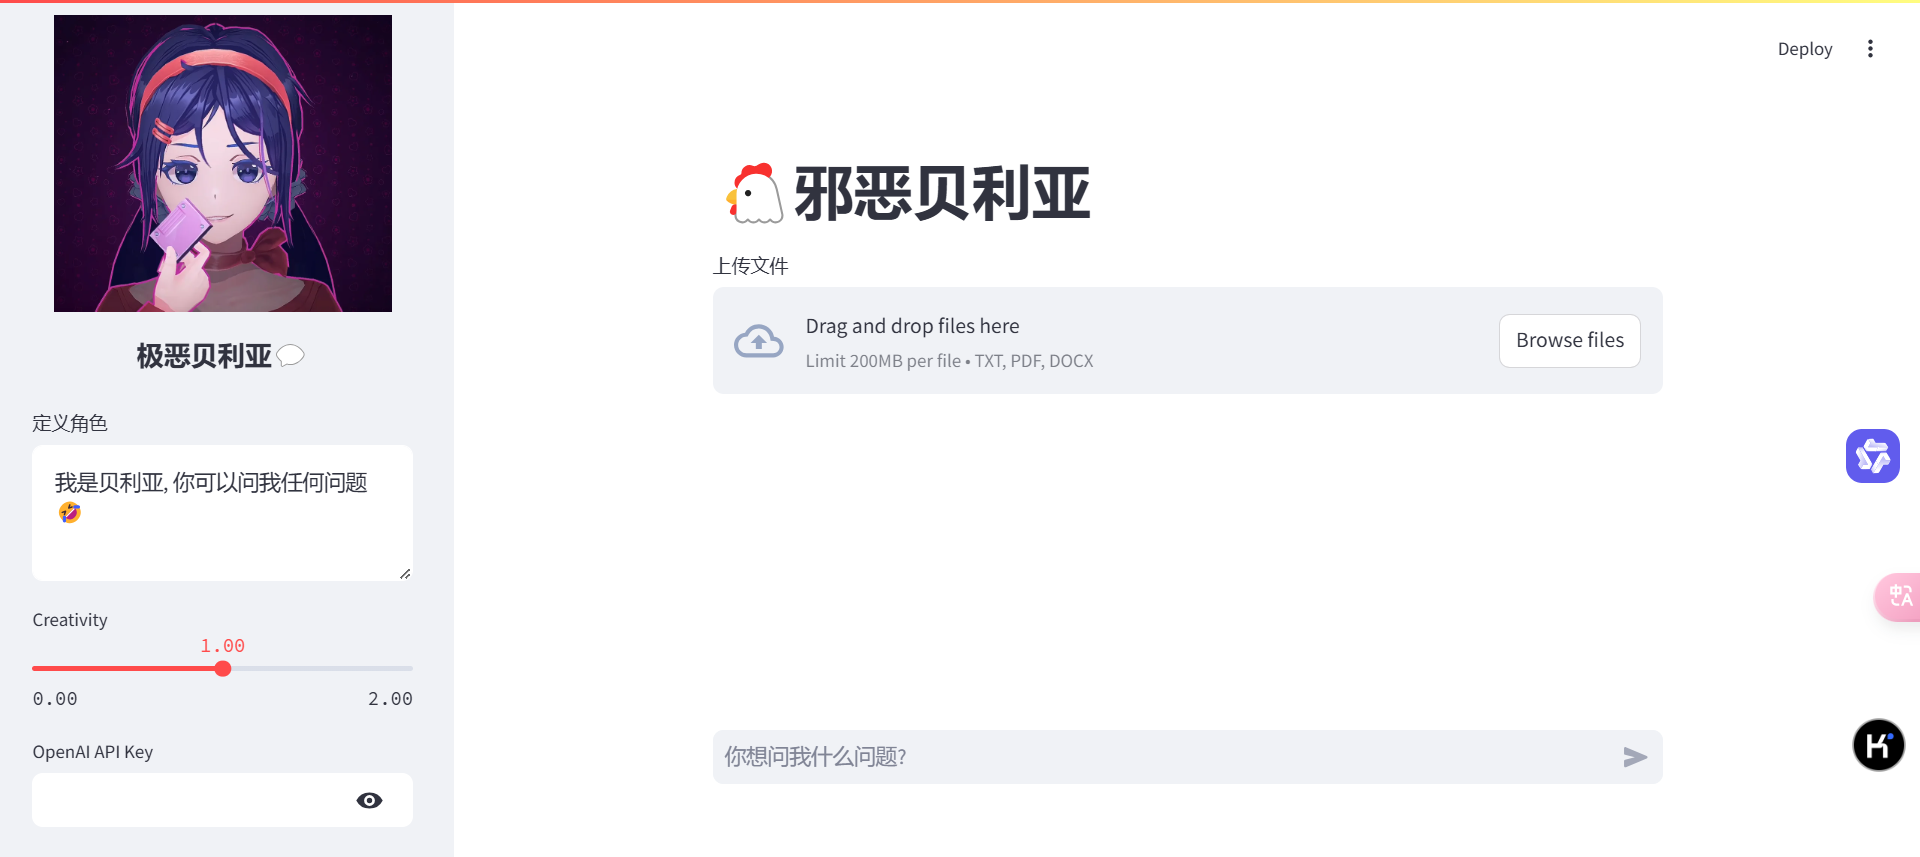 极恶贝利亚💬
定义角色
我是贝利亚, 你可以问我任何问题
🤣
Creativity
1.00
0.00 2.00
OpenAI API Key
Deploy
🐔邪恶贝利亚
上传文件
Drag and drop files here
Limit 200MB per file • TXT, PDF, DOCX
Browse files
你想问我什么问题?
中A
K